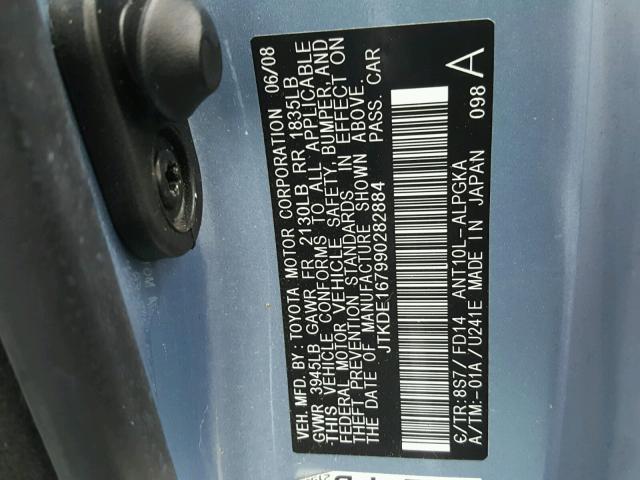 VEH. MFD. BY: TOYOTA MOTOR CORPORATION 06/08
GVWR 3945LB GAWR FR 2130LB RR 1835LB
THIS VEHICLE CONFORMS TO ALL APPLICABLE
FEDERAL MOTOR VEHICLE SAFETY, BUMPER, AND
THEFT PREVENTION STANDARDS IN EFFECT ON
THE DATE OF MANUFACTURE SHOWN ABOVE.
JTKDE167990282884 PASS. CAR
C/TR: 8S7/FD14 ANT10L-ALPGKA
A/TM: -01A/U241E MADE IN JAPAN 098 A